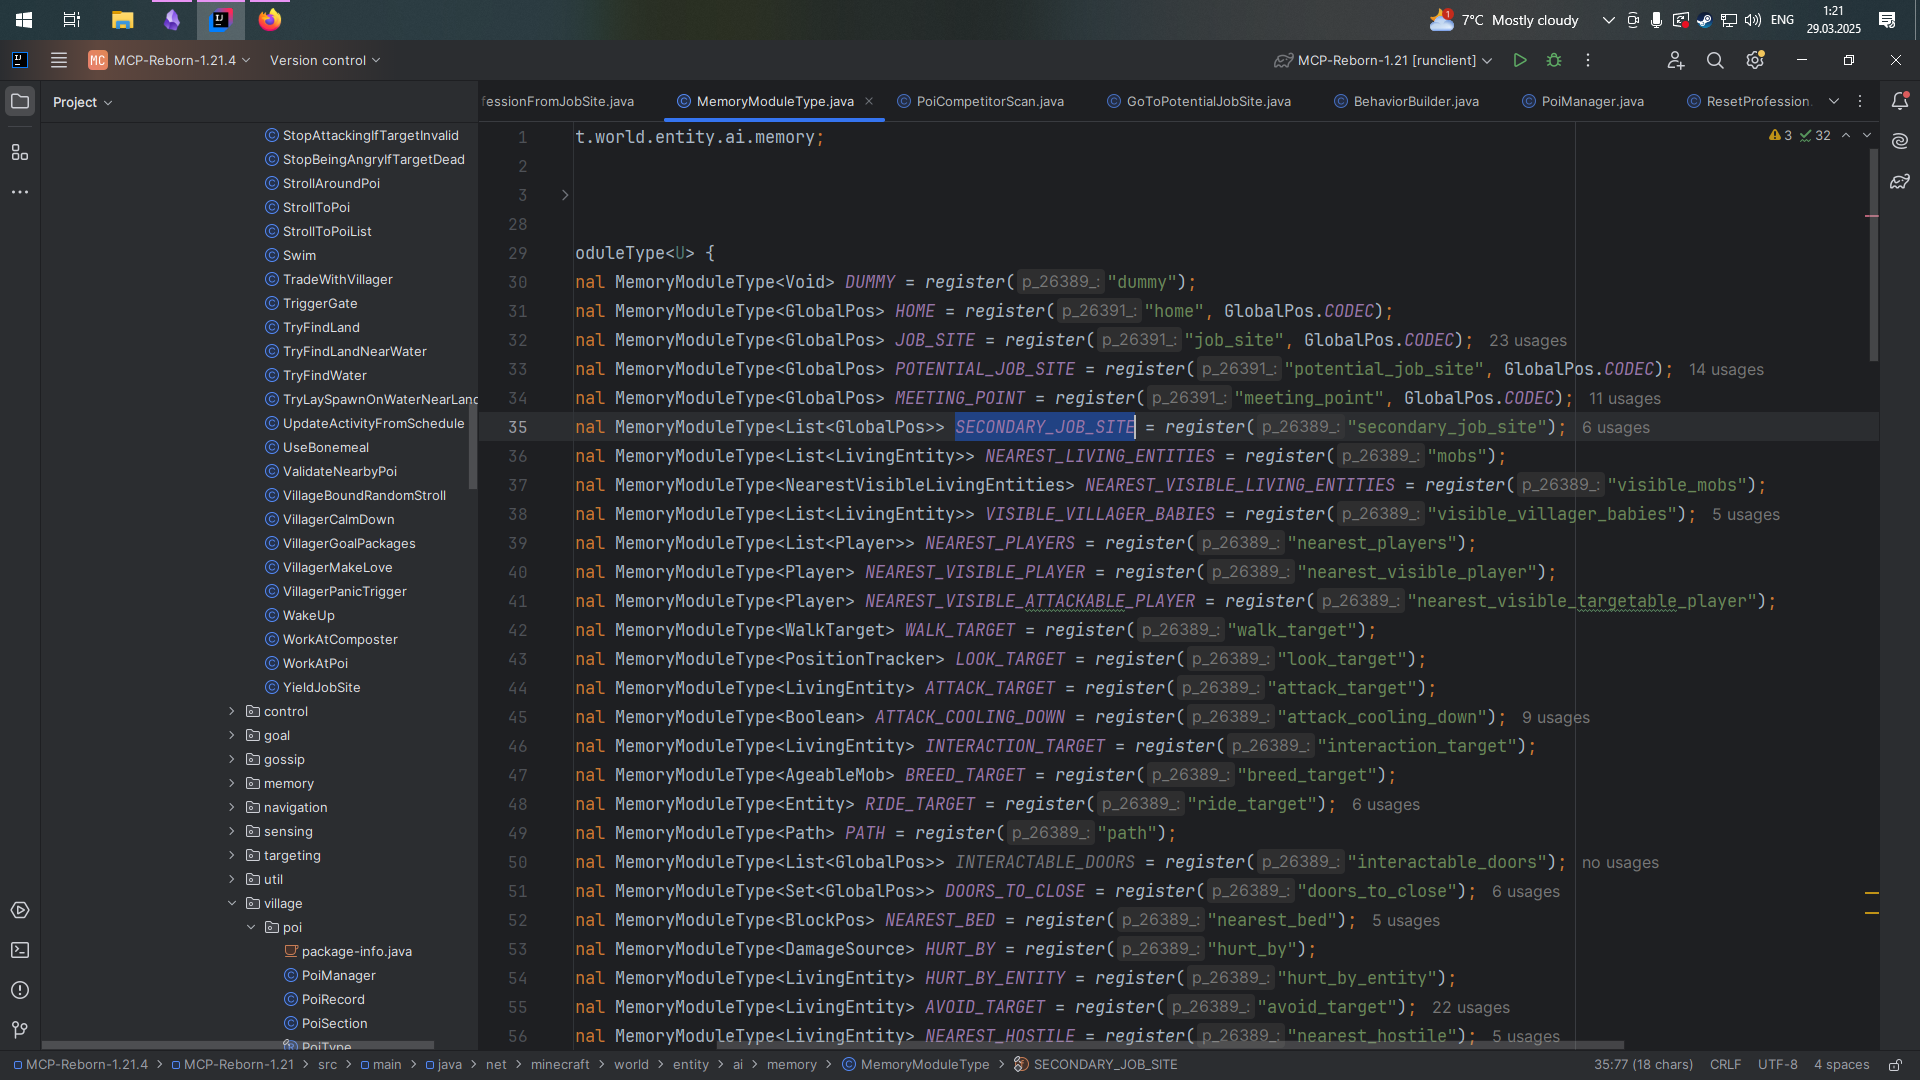 1
7°C Mostly cloudy
ENG
1:21
29.03.2025
MC MCP-Reborn-1.21.4
Version control
MCP-Reborn-1.21 [runclient]
Project
fessionFromJobSite.java
MemoryModuleType.java
PoiCompetitorScan.java
GoToPotentialJobSite.java
BehaviorBuilder.java
PoiManager.java
ResetProfession.
StopAttackingIfTargetInvalid
StopBeingAngryIfTargetDead
StrollAroundPoi
StrollToPoi
StrollToPoiList
Swim
TradeWithVillager
TriggerGate
TryFindLand
TryFindLandNearWater
TryFindWater
TryLaySpawnOnWaterNearLand
UpdateActivityFromSchedule
UseBonemeal
ValidateNearbyPoi
VillageBoundRandomStroll
VillagerCalmDown
VillagerGoalPackages
VillagerMakeLove
VillagerPanicTrigger
WakeUp
WorkAtComposter
WorkAtPoi
YieldJobSite
control
goal
gossip
memory
navigation
sensing
targeting
util
village
poi
package-info.java
PoiManager
PoiRecord
PoiSection
PoiType
3 32
1 t.world.entity.ai.memory;
2
3
28
29 oduleType<U> {
30 nal MemoryModuleType<Void> DUMMY = register( p_26389_: "dummy");
31 nal MemoryModuleType<GlobalPos> HOME = register( p_26391_: "home", GlobalPos.CODEC);
32 nal MemoryModuleType<GlobalPos> JOB_SITE = register( p_26391_: "job_site", GlobalPos.CODEC); 23 usages
33 nal MemoryModuleType<GlobalPos> POTENTIAL_JOB_SITE = register( p_26391_: "potential_job_site", GlobalPos.CODEC); 14 usages
34 nal MemoryModuleType<GlobalPos> MEETING_POINT = register( p_26391_: "meeting_point", GlobalPos.CODEC); 11 usages
35 nal MemoryModuleType<List<GlobalPos>> SECONDARY_JOB_SITE = register( p_26389_: "secondary_job_site"); 6 usages
36 nal MemoryModuleType<List<LivingEntity>> NEAREST_LIVING_ENTITIES = register( p_26389_: "mobs");
37 nal MemoryModuleType<NearestVisibleLivingEntities> NEAREST_VISIBLE_LIVING_ENTITIES = register( p_26389_: "visible_mobs");
38 nal MemoryModuleType<List<LivingEntity>> VISIBLE_VILLAGER_BABIES = register( p_26389_: "visible_villager_babies"); 5 usages
39 nal MemoryModuleType<List<Player>> NEAREST_PLAYERS = register( p_26389_: "nearest_players");
40 nal MemoryModuleType<Player> NEAREST_VISIBLE_PLAYER = register( p_26389_: "nearest_visible_player");
41 nal MemoryModuleType<Player> NEAREST_VISIBLE_ATTACKABLE_PLAYER = register( p_26389_: "nearest_visible_targetable_player");
42 nal MemoryModuleType<WalkTarget> WALK_TARGET = register( p_26389_: "walk_target");
43 nal MemoryModuleType<PositionTracker> LOOK_TARGET = register( p_26389_: "look_target");
44 nal MemoryModuleType<LivingEntity> ATTACK_TARGET = register( p_26389_: "attack_target");
45 nal MemoryModuleType<Boolean> ATTACK_COOLING_DOWN = register( p_26389_: "attack_cooling_down"); 9 usages
46 nal MemoryModuleType<LivingEntity> INTERACTION_TARGET = register( p_26389_: "interaction_target");
47 nal MemoryModuleType<AgeableMob> BREED_TARGET = register( p_26389_: "breed_target");
48 nal MemoryModuleType<Entity> RIDE_TARGET = register( p_26389_: "ride_target"); 6 usages
49 nal MemoryModuleType<Path> PATH = register( p_26389_: "path");
50 nal MemoryModuleType<List<GlobalPos>> INTERACTABLE_DOORS = register( p_26389_: "interactable_doors"); no usages
51 nal MemoryModuleType<Set<GlobalPos>> DOORS_TO_CLOSE = register( p_26389_: "doors_to_close"); 6 usages
52 nal MemoryModuleType<BlockPos> NEAREST_BED = register( p_26389_: "nearest_bed"); 5 usages
53 nal MemoryModuleType<DamageSource> HURT_BY = register( p_26389_: "hurt_by");
54 nal MemoryModuleType<LivingEntity> HURT_BY_ENTITY = register( p_26389_: "hurt_by_entity");
55 nal MemoryModuleType<LivingEntity> AVOID_TARGET = register( p_26389_: "avoid_target"); 22 usages
56 nal MemoryModuleType<LivingEntity> NEAREST_HOSTILE = register( p_26389_: "nearest_hostile"); 5 usages
MCP-Reborn-1.21.4 > MCP-Reborn-1.21 > src > main > java > net > minecraft > world > entity > ai > memory > MemoryModuleType > SECONDARY_JOB_SITE
35:77 (18 chars) CRLF UTF-8 4 spaces